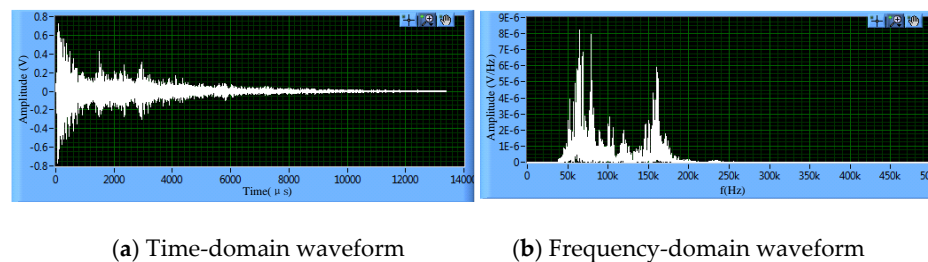 0.8
0.6
0.4
0.2
0
-0.2
-0.4
-0.6
-0.8
Amplitude (V)
0 2000 4000 6000 8000 10000 12000 14000
Time(μs)
9E-6
8E-6
7E-6
6E-6
5E-6
4E-6
3E-6
2E-6
1E-6
0
Amplitude (V/Hz)
0 50k 100k 150k 200k 250k 300k 350k 400k 450k
f(Hz)
(a) Time-domain waveform
(b) Frequency-domain waveform